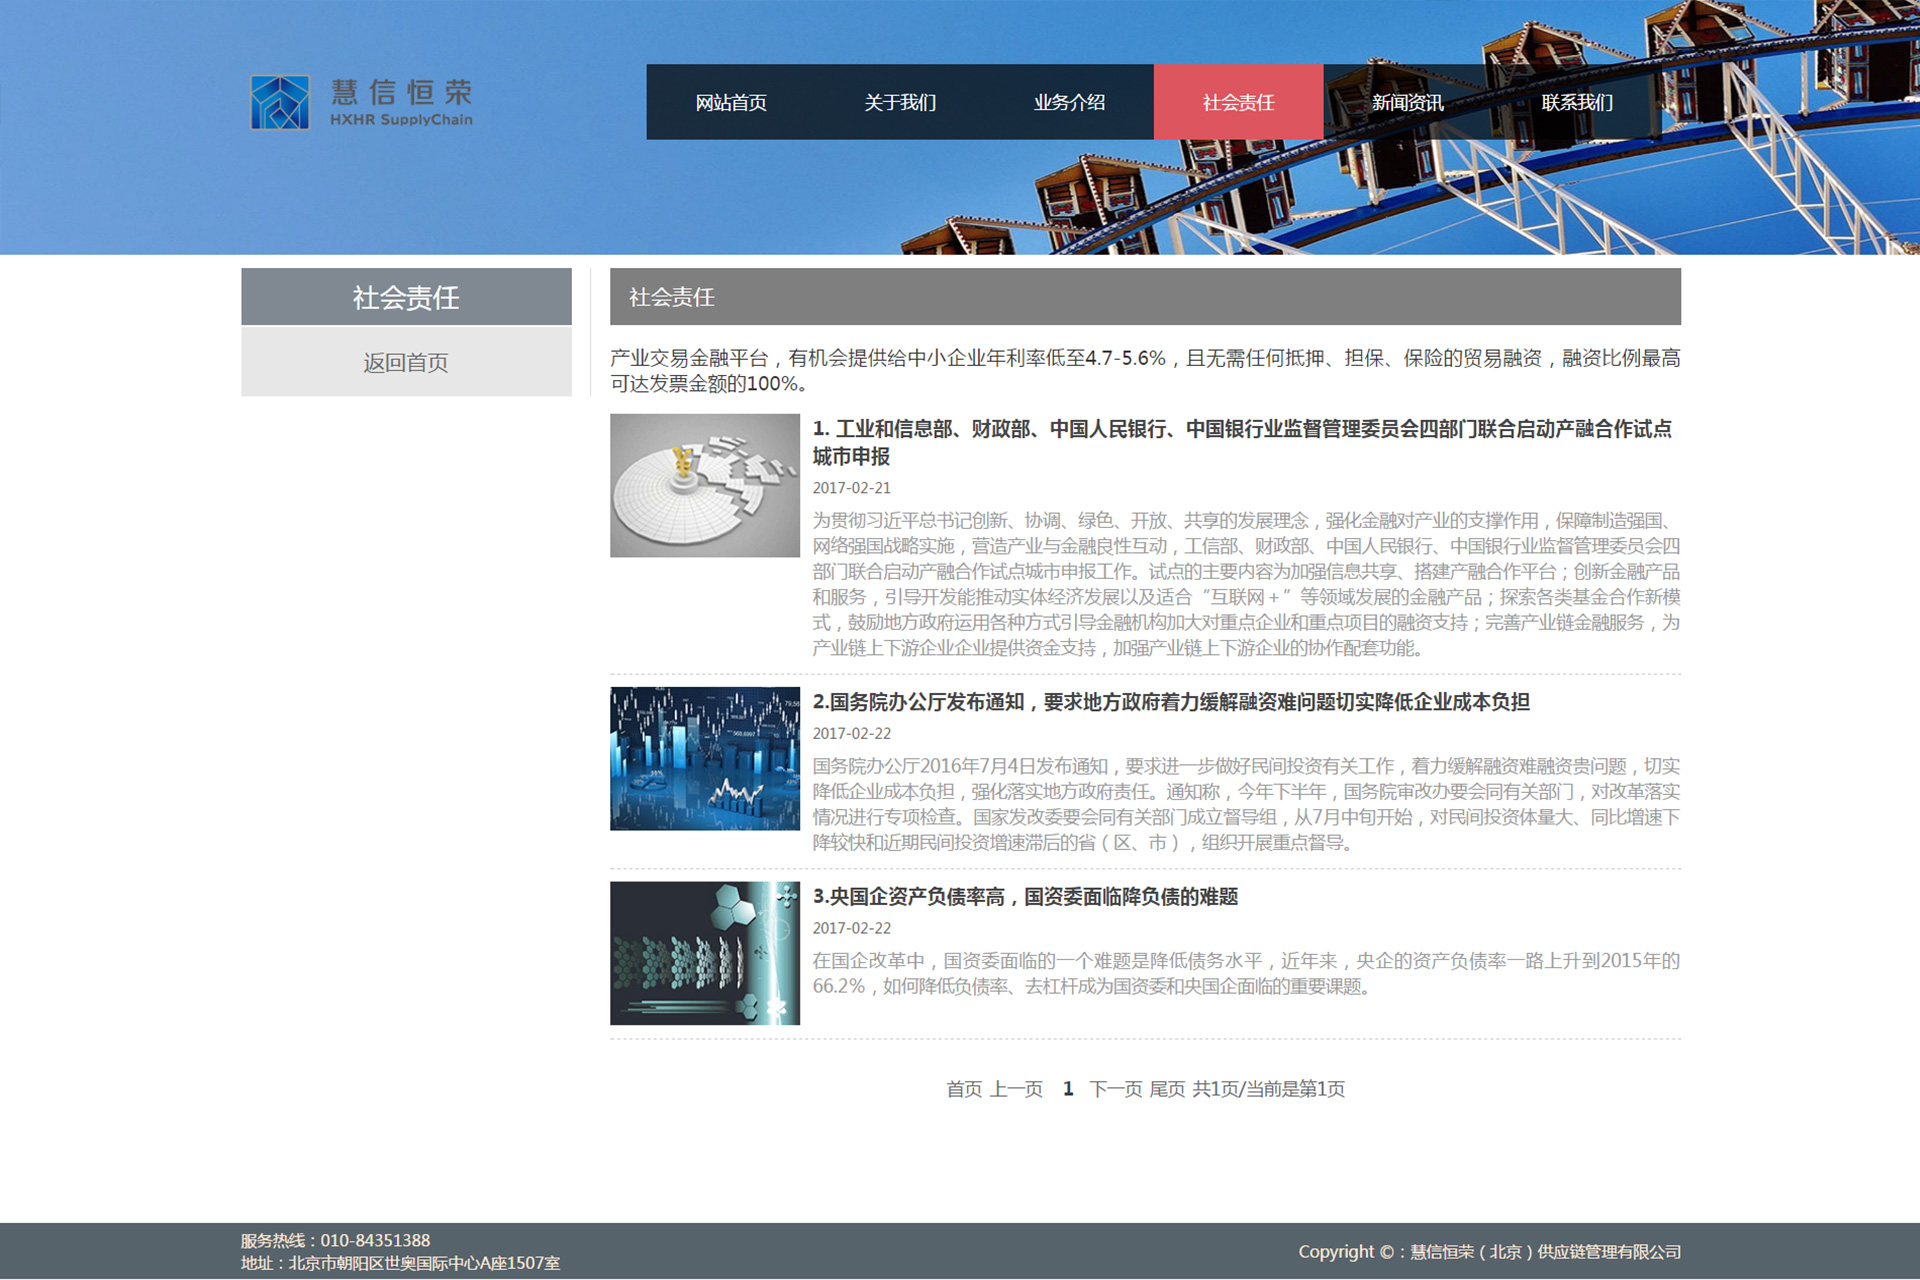 慧信恒荣
HXHR SupplyChain
网站首页
关于我们
业务介绍
社会责任
新闻资讯
联系我们
社会责任
返回首页
社会责任
产业交易金融平台，有机会提供给中小企业年利率低至4.7-5.6%，且无需任何抵押、担保、保险的贸易融资，融资比例最高
可达发票金额的100%。
1. 工业和信息部、财政部、中国人民银行、中国银行业监督管理委员会四部门联合启动产融合作试点
城市申报
2017-02-21
为贯彻习近平总书记创新、协调、绿色、开放、共享的发展理念，强化金融对产业的支撑作用，保障制造强国、
网络强国战略实施，营造产业与金融良性互动，工信部、财政部、中国人民银行、中国银行业监督管理委员会四
部门联合启动产融合作试点城市申报工作。试点的主要内容为加强信息共享、搭建产融合作平台；创新金融产品
和服务，引导开发能推动实体经济发展以及适合“互联网＋”等领域发展的金融产品；探索各类基金合作新模
式，鼓励地方政府运用各种方式引导金融机构加大对重点企业和重点项目的融资支持；完善产业链金融服务，为
产业链上下游企业企业提供资金支持，加强产业链上下游企业的协作配套功能。
2.国务院办公厅发布通知，要求地方政府着力缓解融资难问题切实降低企业成本负担
2017-02-22
国务院办公厅2016年7月4日发布通知，要求进一步做好民间投资有关工作，着力缓解融资难融资贵问题，切实
降低企业成本负担，强化落实地方政府责任。通知称，今年下半年，国务院审改办要会同有关部门，对改革落实
情况进行专项检查。国家发改委要会同有关部门成立督导组，从7月中旬开始，对民间投资体量大、同比增速下
降较快和近期民间投资增速滞后的省（区、市），组织开展重点督导。
3.央国企资产负债率高，国资委面临降负债的难题
2017-02-22
在国企改革中，国资委面临的一个难题是降低债务水平，近年来，央企的资产负债率一路上升到2015年的
66.2%，如何降低负债率、去杠杆成为国资委和央国企面临的重要课题。
首页 上一页 1 下一页 尾页 共1页/当前是第1页
服务热线：010-84351388
地址：北京市朝阳区世奥国际中心A座1507室
Copyright ©：慧信恒荣（北京）供应链管理有限公司